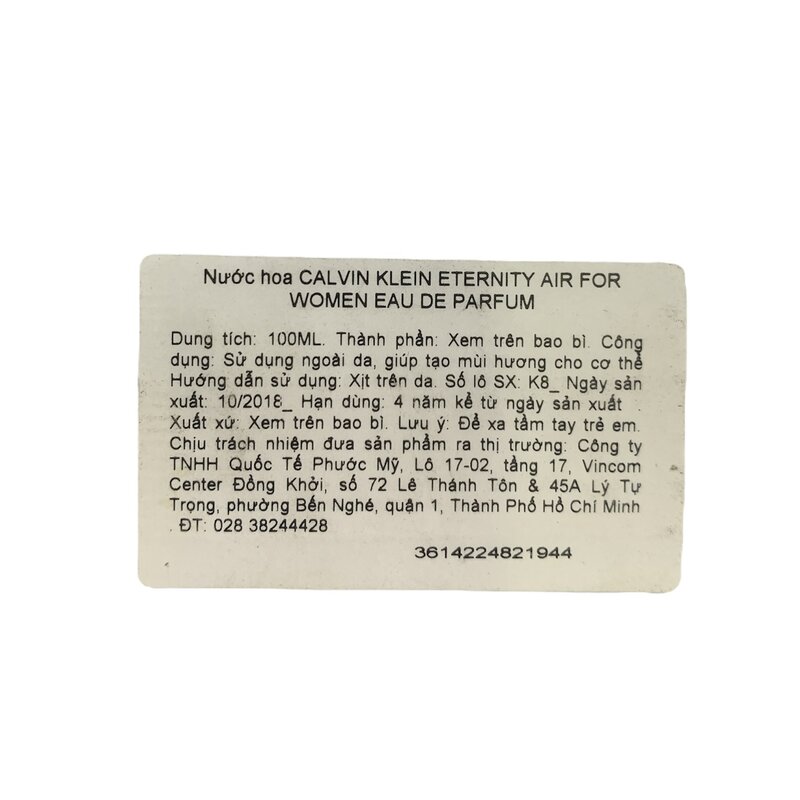 Nước hoa CALVIN KLEIN ETERNITY AIR FOR
WOMEN EAU DE PARFUM
Dung tích: 100ML. Thành phần: Xem trên bao bì. Công
dụng: Sử dụng ngoài da, giúp tạo mùi hương cho cơ thể
Hướng dẫn sử dụng: Xịt trên da. Số lô SX: K8_ Ngày sản
xuất: 10/2018_ Hạn dùng: 4 năm kể từ ngày sản xuất .
Xuất xứ: Xem trên bao bì. Lưu ý: Để xa tầm tay trẻ em.
Chịu trách nhiệm đưa sản phẩm ra thị trường: Công ty
TNHH Quốc Tế Phước Mỹ, Lô 17-02, tầng 17, Vincom
Center Đồng Khởi, số 72 Lê Thánh Tôn & 45A Lý Tự
Trọng, phường Bến Nghé, quận 1, Thành Phố Hồ Chí Minh
. ĐT: 028 38244428
3614224821944